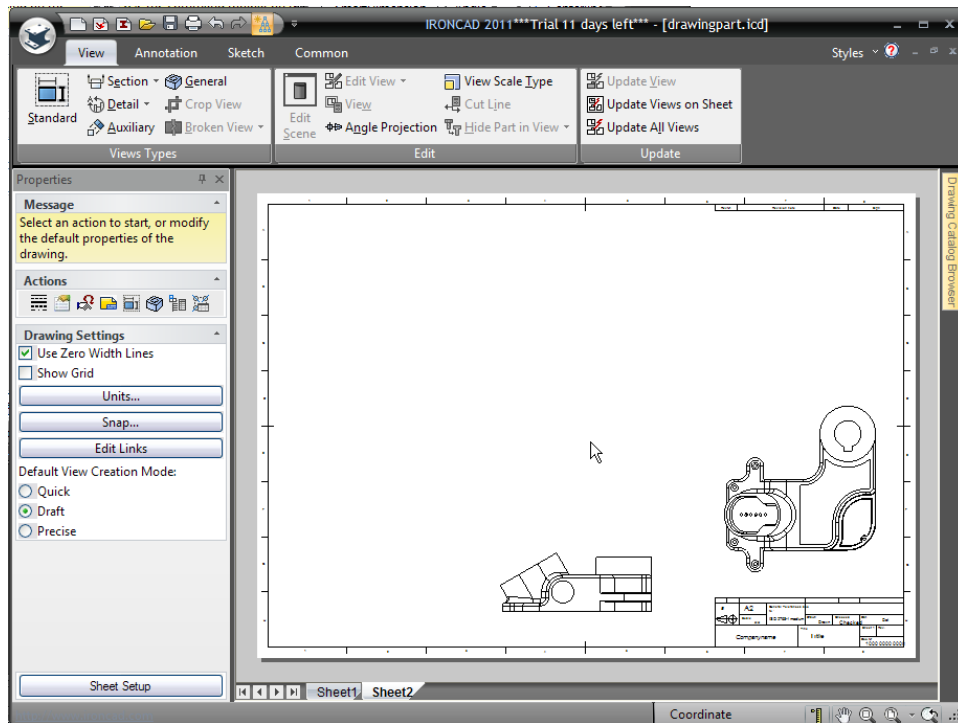 IRONCAD 2011***Trial 11 days left*** - [drawingpart.icd]
View Annotation Sketch Common Styles
Standard
Section General
Detail Crop View
Auxiliary Broken View
Views Types
Edit Scene
Edit View
View
Angle Projection
View Scale Type
Cut Line
Hide Part in View
Edit
Update View
Update Views on Sheet
Update All Views
Update
Properties
Message
Select an action to start, or modify
the default properties of the
drawing.
Actions
Drawing Settings
Use Zero Width Lines
Show Grid
Units...
Snap...
Edit Links
Default View Creation Mode:
Quick
Draft
Precise
Sheet Setup
Drawing Catalog Browser
A2
Companyname
Title
Sheet1 Sheet2
Coordinate